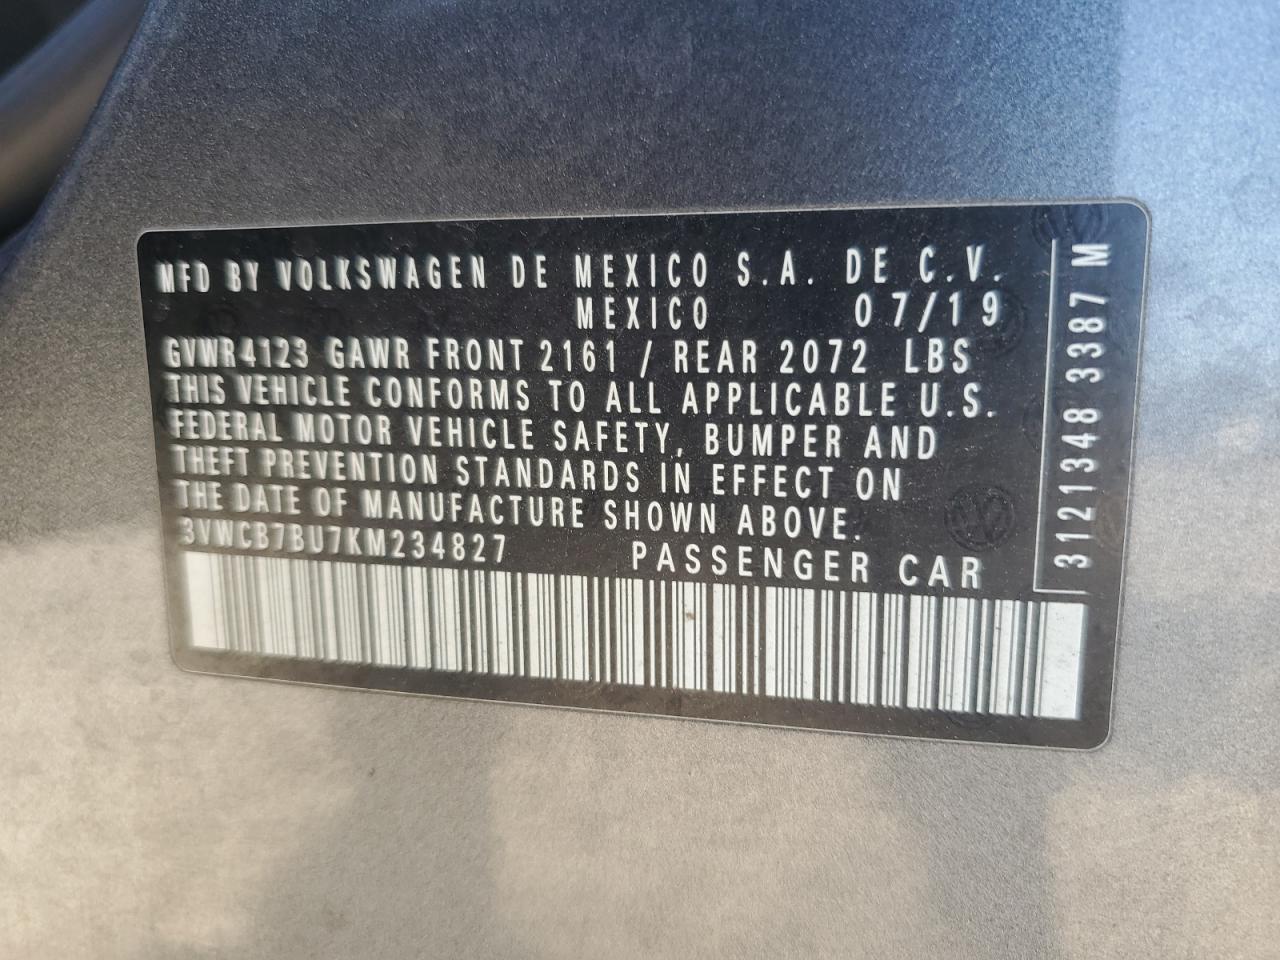 MFD BY VOLKSWAGEN DE MEXICO S.A. DE C.V.
MEXICO 07/19
GVWR4123 GAWR FRONT 2161 / REAR 2072 LBS
THIS VEHICLE CONFORMS TO ALL APPLICABLE U.S.
FEDERAL MOTOR VEHICLE SAFETY, BUMPER AND
THEFT PREVENTION STANDARDS IN EFFECT ON
THE DATE OF MANUFACTURE SHOWN ABOVE.
3VWCB7BU7KM234827 PASSENGER CAR
3121348 3387 M